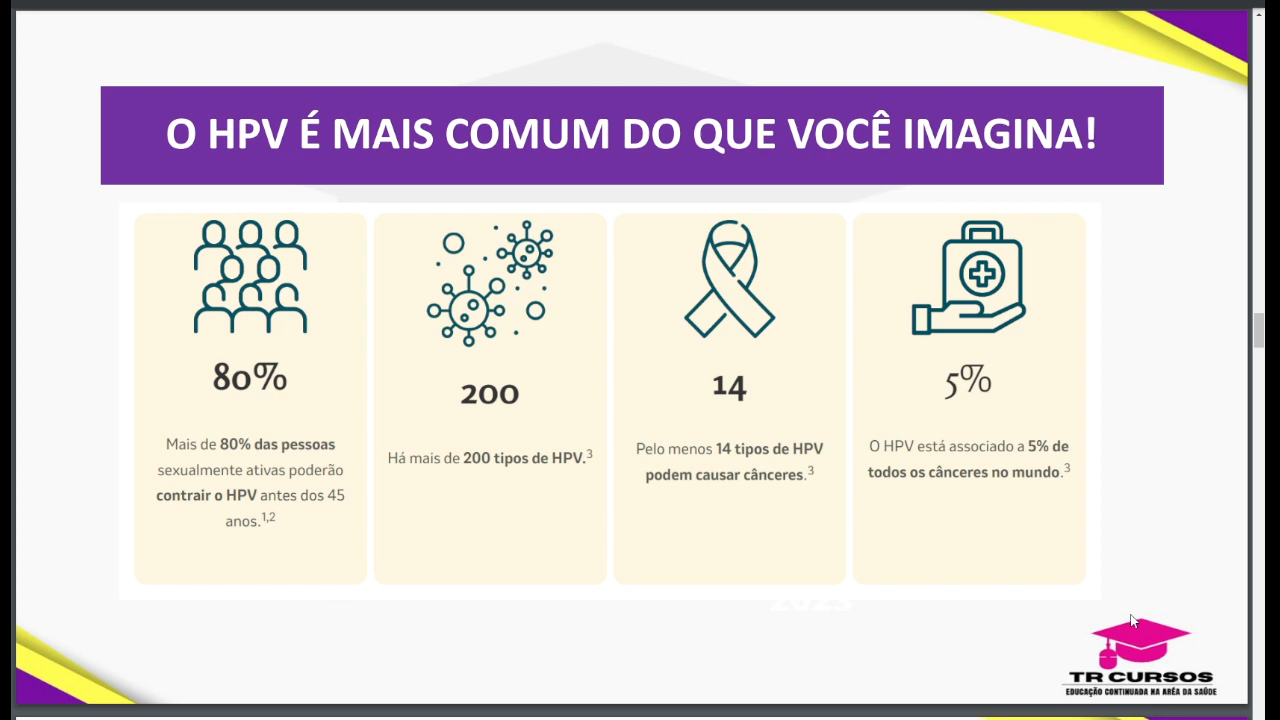 O HPV É MAIS COMUM DO QUE VOCÊ IMAGINA!
80%
Mais de 80% das pessoas
sexualmente ativas poderão
contrair o HPV antes dos 45
anos.1,2
200
Há mais de 200 tipos de HPV.3
14
Pelo menos 14 tipos de HPV
podem causar cânceres.3
5%
O HPV está associado a 5% de
todos os cânceres no mundo.3
2023
TR CURSOS
EDUCAÇÃO CONTINUADA NA ARÉA DA SAÚDE